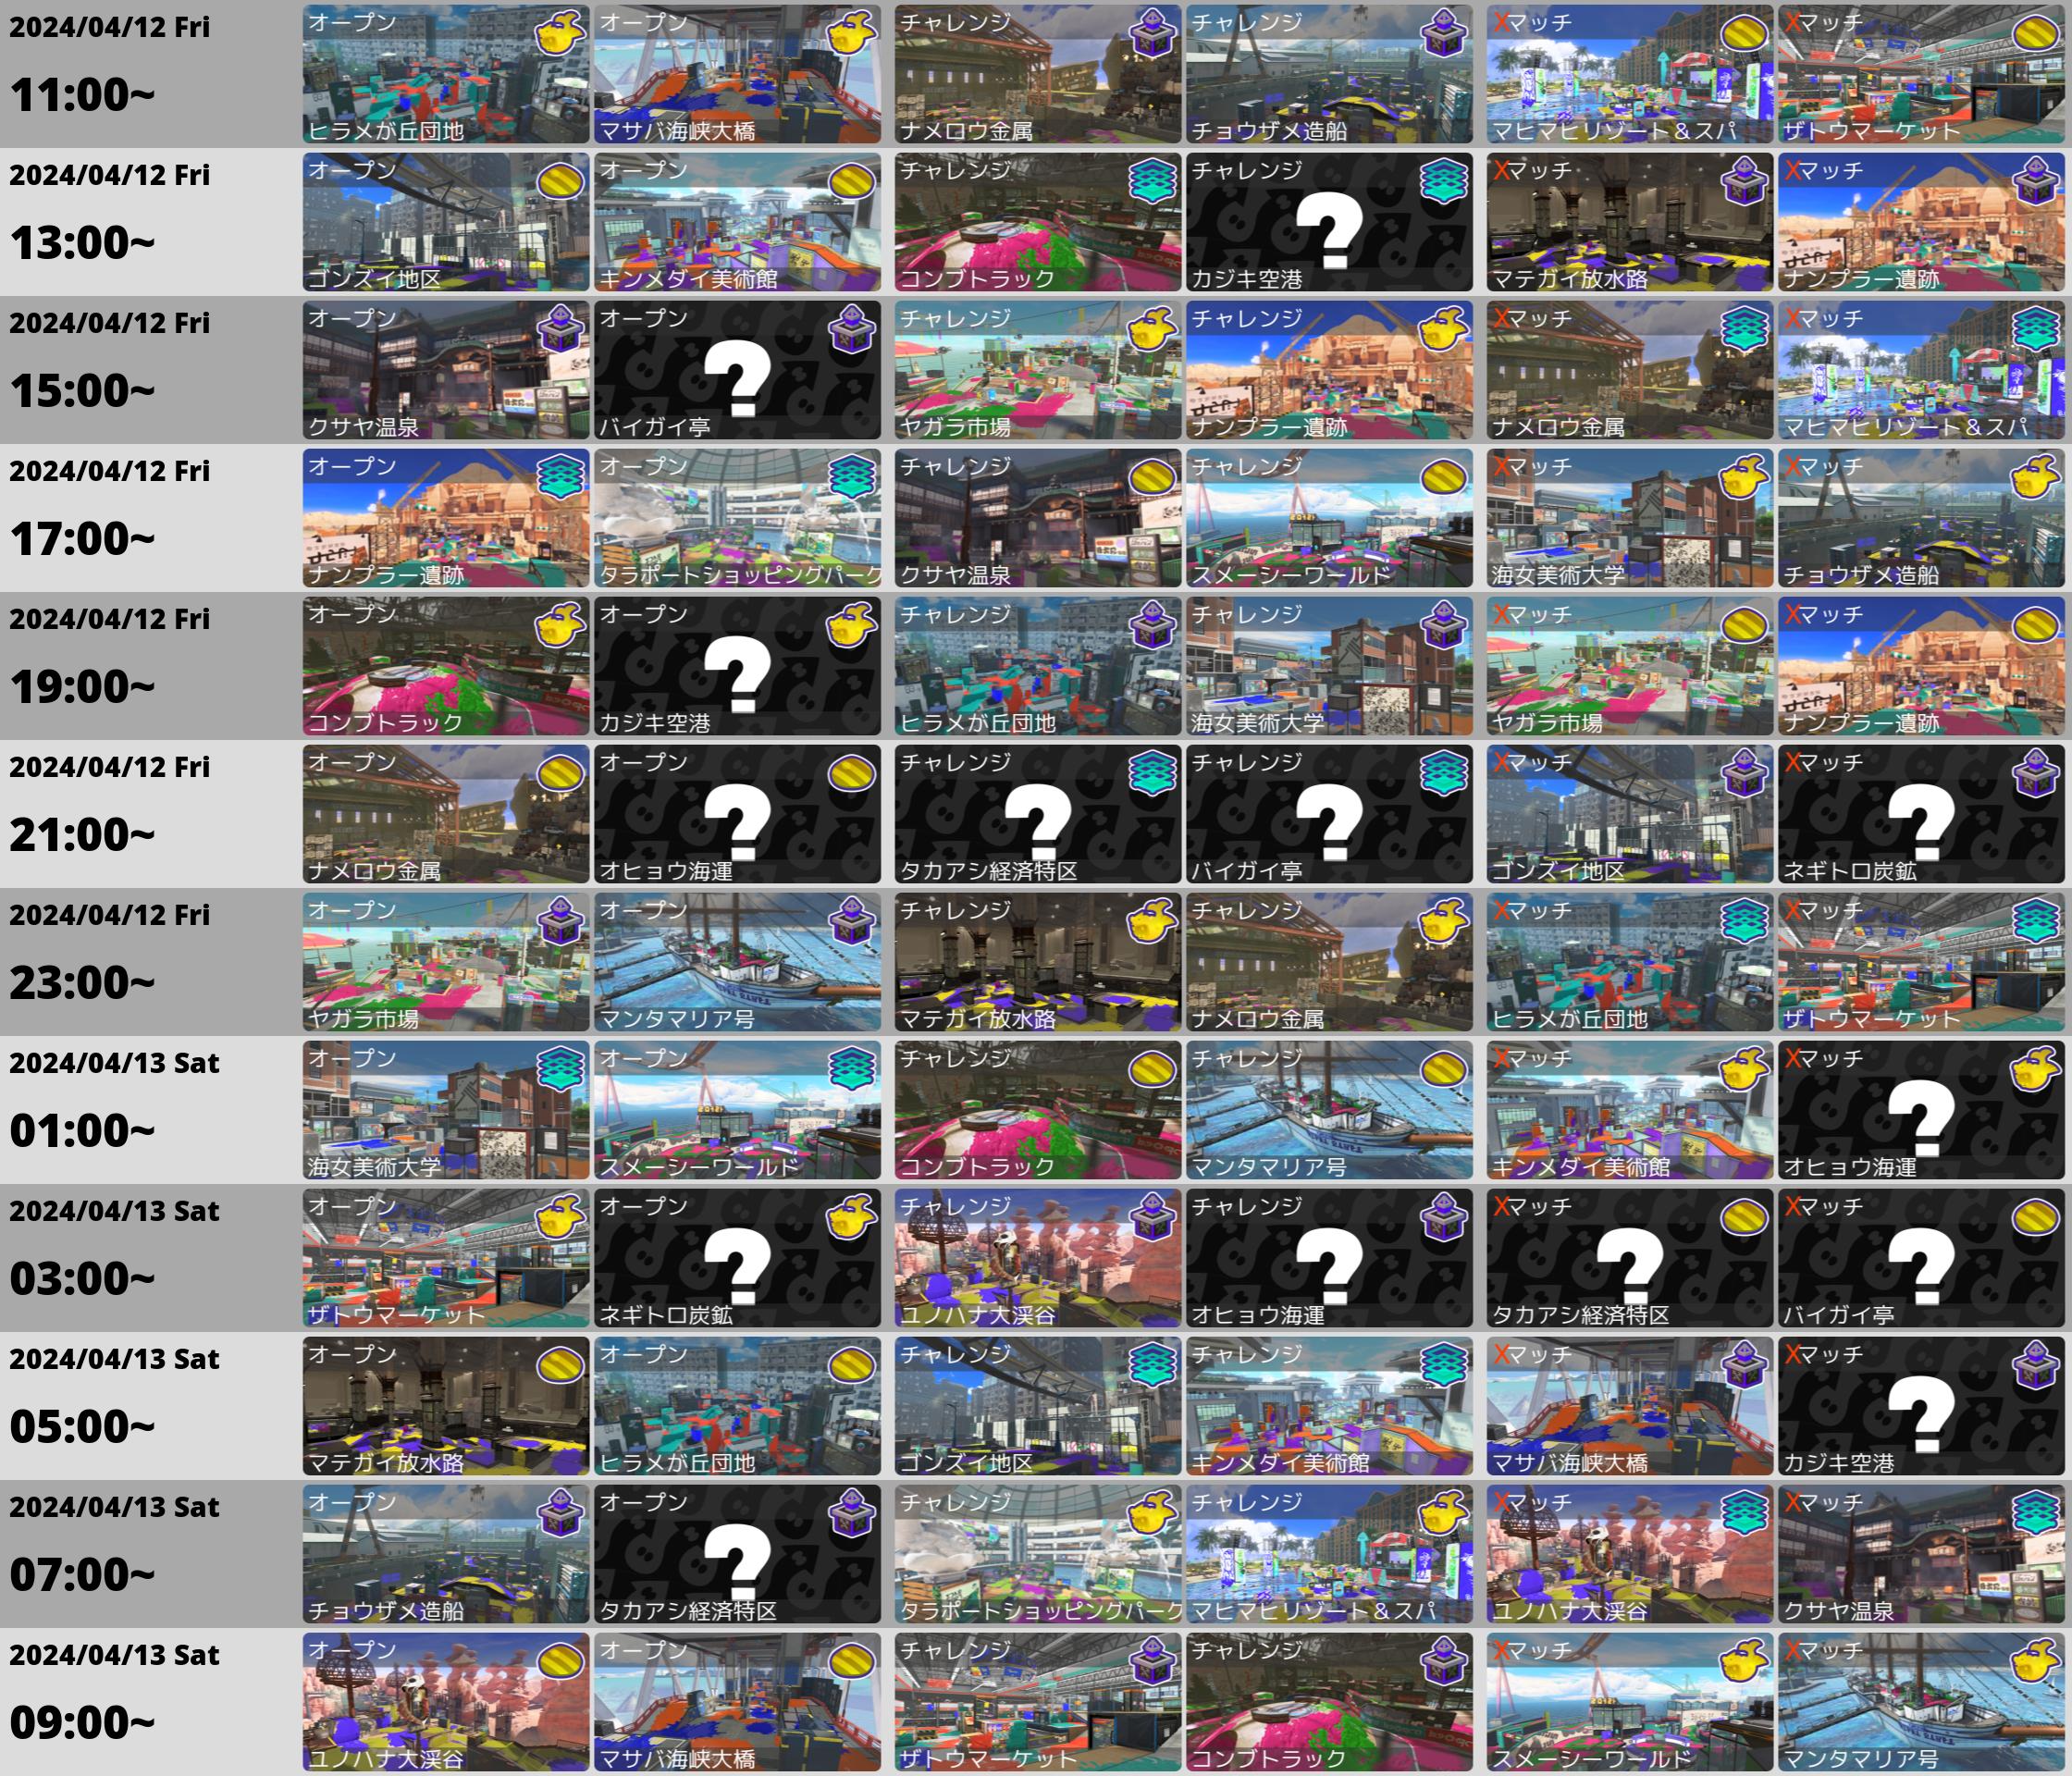 2024/04/12 Fri
11:00~
オープン オープン チャレンジ チャレンジ Xマッチ Xマッチ
ヒラメが丘団地 マサバ海峡大橋 ナメロウ金属 チョウザメ造船 マヒマヒリゾート＆スパ ザトウマーケット
2024/04/12 Fri
13:00~
オープン オープン チャレンジ チャレンジ Xマッチ Xマッチ
ゴンズイ地区 キンメダイ美術館 コンブトラック カジキ空港 マテガイ放水路 ナンプラー遺跡
2024/04/12 Fri
15:00~
オープン オープン チャレンジ チャレンジ Xマッチ Xマッチ
クサヤ温泉 バイガイ亭 ヤガラ市場 ナンプラー遺跡 ナメロウ金属 マヒマヒリゾート＆スパ
2024/04/12 Fri
17:00~
オープン オープン チャレンジ チャレンジ Xマッチ Xマッチ
ナンプラー遺跡 タラポートショッピングパーク クサヤ温泉 スメーシーワールド 海女美術大学 チョウザメ造船
2024/04/12 Fri
19:00~
オープン オープン チャレンジ チャレンジ Xマッチ Xマッチ
コンブトラック カジキ空港 ヒラメが丘団地 海女美術大学 ヤガラ市場 ナンプラー遺跡
2024/04/12 Fri
21:00~
オープン オープン チャレンジ チャレンジ Xマッチ Xマッチ
ナメロウ金属 オヒョウ海運 タカアシ経済特区 バイガイ亭 ゴンズイ地区 ネギトロ炭鉱
2024/04/12 Fri
23:00~
オープン オープン チャレンジ チャレンジ Xマッチ Xマッチ
ヤガラ市場 マンタマリア号 マテガイ放水路 ナメロウ金属 ヒラメが丘団地 ザトウマーケット
2024/04/13 Sat
01:00~
オープン オープン チャレンジ チャレンジ Xマッチ Xマッチ
海女美術大学 スメーシーワールド コンブトラック マンタマリア号 キンメダイ美術館 オヒョウ海運
2024/04/13 Sat
03:00~
オープン オープン チャレンジ チャレンジ Xマッチ Xマッチ
ザトウマーケット ネギトロ炭鉱 ユノハナ大渓谷 オヒョウ海運 タカアシ経済特区 バイガイ亭
2024/04/13 Sat
05:00~
オープン オープン チャレンジ チャレンジ Xマッチ Xマッチ
マテガイ放水路 ヒラメが丘団地 ゴンズイ地区 キンメダイ美術館 マサバ海峡大橋 カジキ空港
2024/04/13 Sat
07:00~
オープン オープン チャレンジ チャレンジ Xマッチ Xマッチ
チョウザメ造船 タカアシ経済特区 タラポートショッピングパーク マヒマヒリゾート＆スパ ユノハナ大渓谷 クサヤ温泉
2024/04/13 Sat
09:00~
オープン オープン チャレンジ チャレンジ Xマッチ Xマッチ
ユノハナ大渓谷 マサバ海峡大橋 ザトウマーケット コンブトラック スメーシーワールド マンタマリア号